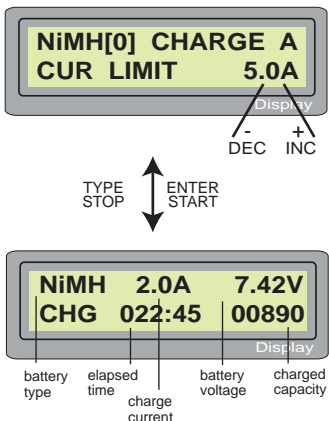 NiMH[0] CHARGE A
CUR LIMIT 5.0A
Display
- +
DEC INC
TYPE ENTER
STOP START
NiMH 2.0A 7.42V
CHG 022:45 00890
Display
battery elapsed battery charged
type time voltage capacity
charge
current